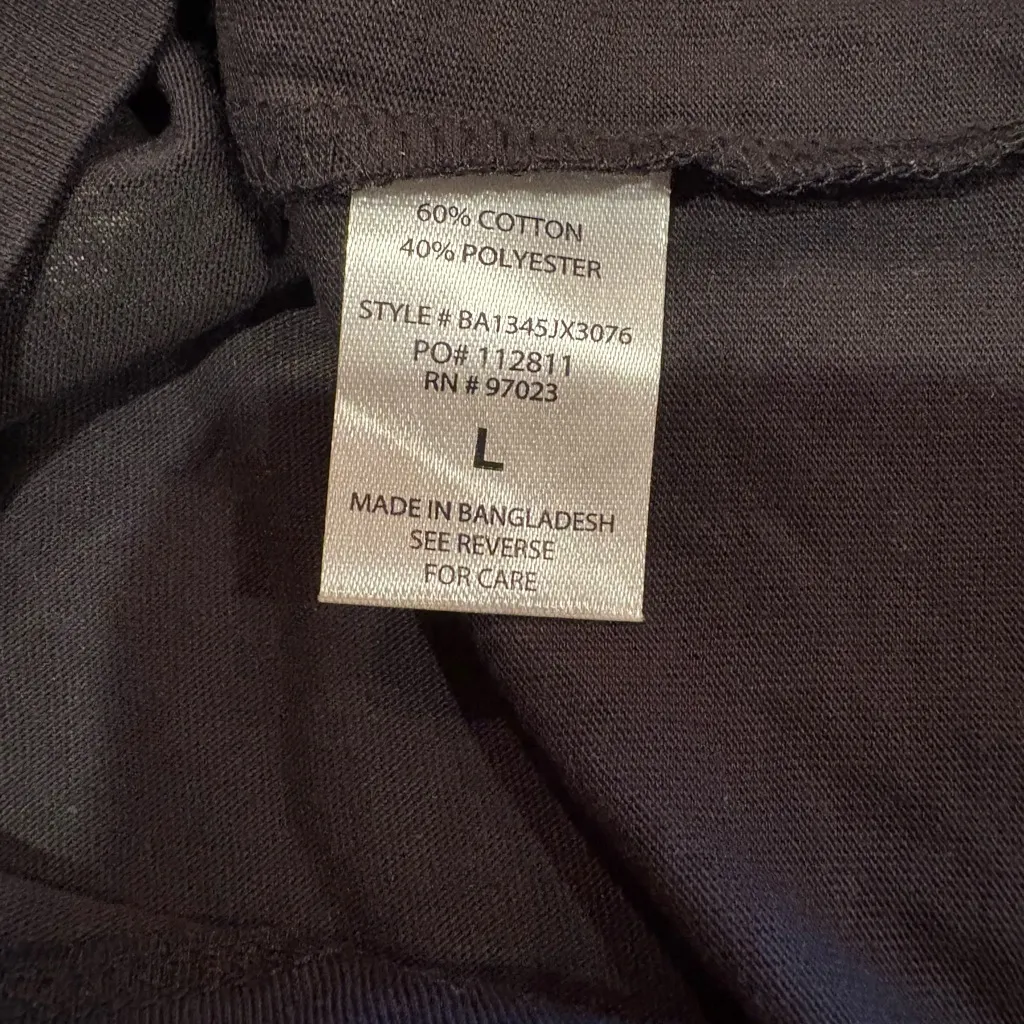 60% COTTON
40% POLYESTER
STYLE # BA1345JX3076
PO# 112811
RN # 97023
L
MADE IN BANGLADESH
SEE REVERSE
FOR CARE